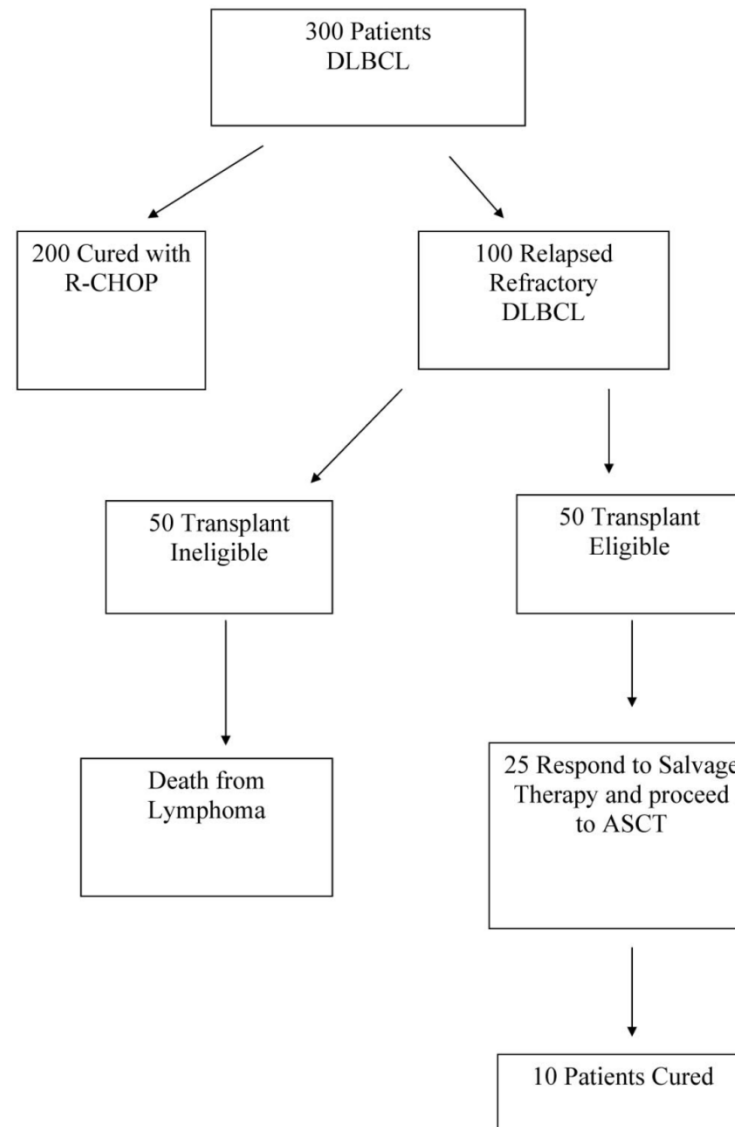 300 Patients
DLBCL
200 Cured with
R-CHOP
100 Relapsed
Refractory
DLBCL
50 Transplant
Ineligible
50 Transplant
Eligible
Death from
Lymphoma
25 Respond to Salvage
Therapy and proceed
to ASCT
10 Patients Cured